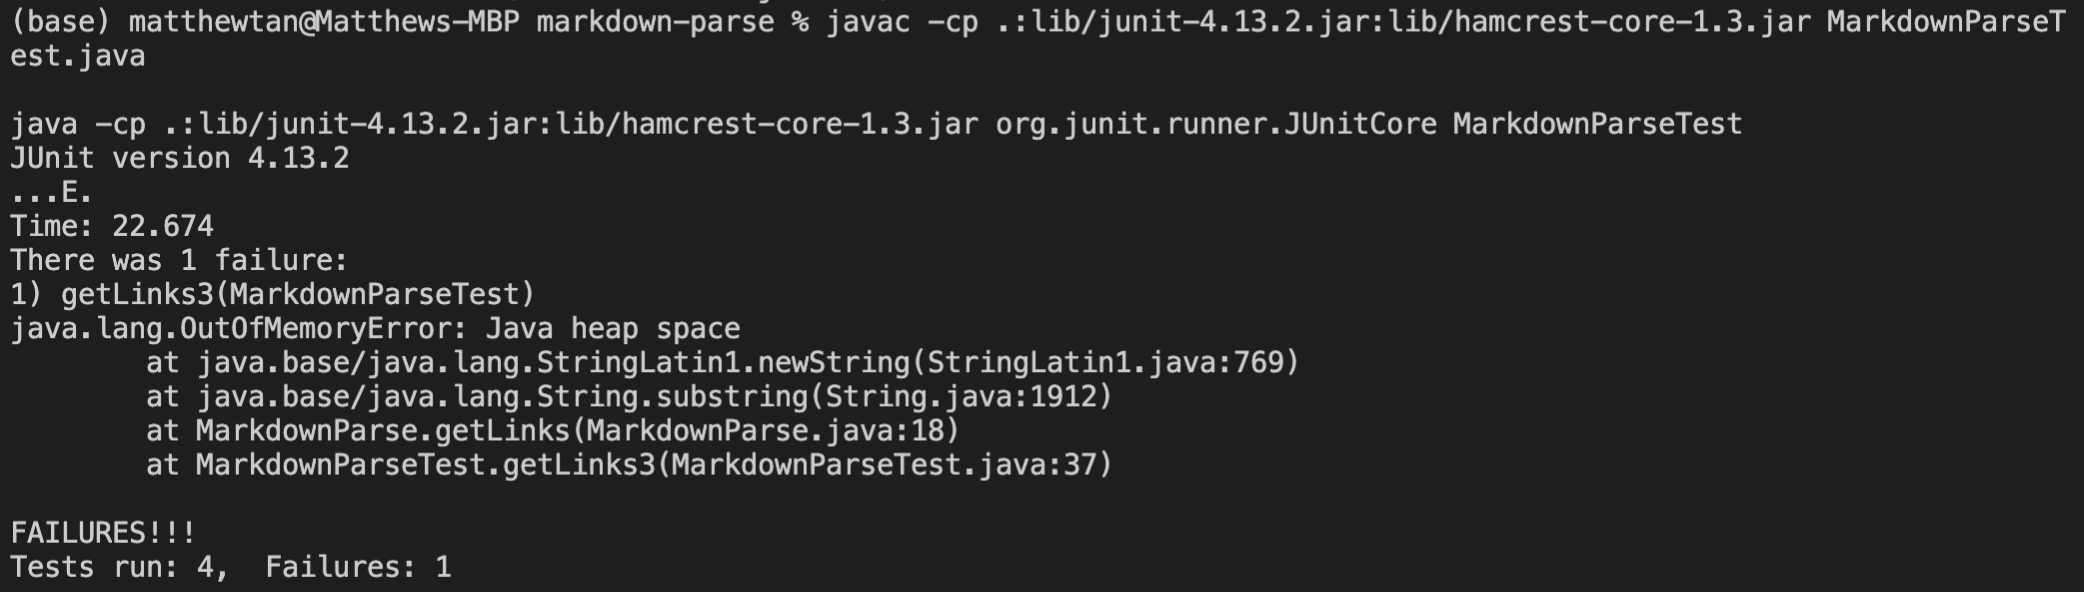 (base) matthewtan@Matthews-MBP markdown-parse % javac -cp .:lib/junit-4.13.2.jar:lib/hamcrest-core-1.3.jar MarkdownParseT
est.java
java -cp .:lib/junit-4.13.2.jar:lib/hamcrest-core-1.3.jar org.junit.runner.JUnitCore MarkdownParseTest
JUnit version 4.13.2
...E.
Time: 22.674
There was 1 failure:
1) getLinks3(MarkdownParseTest)
java.lang.OutOfMemoryError: Java heap space
        at java.base/java.lang.StringLatin1.newString(StringLatin1.java:769)
        at java.base/java.lang.String.substring(String.java:1912)
        at MarkdownParse.getLinks(MarkdownParse.java:18)
        at MarkdownParseTest.getLinks3(MarkdownParseTest.java:37)
FAILURES!!!
Tests run: 4,  Failures: 1